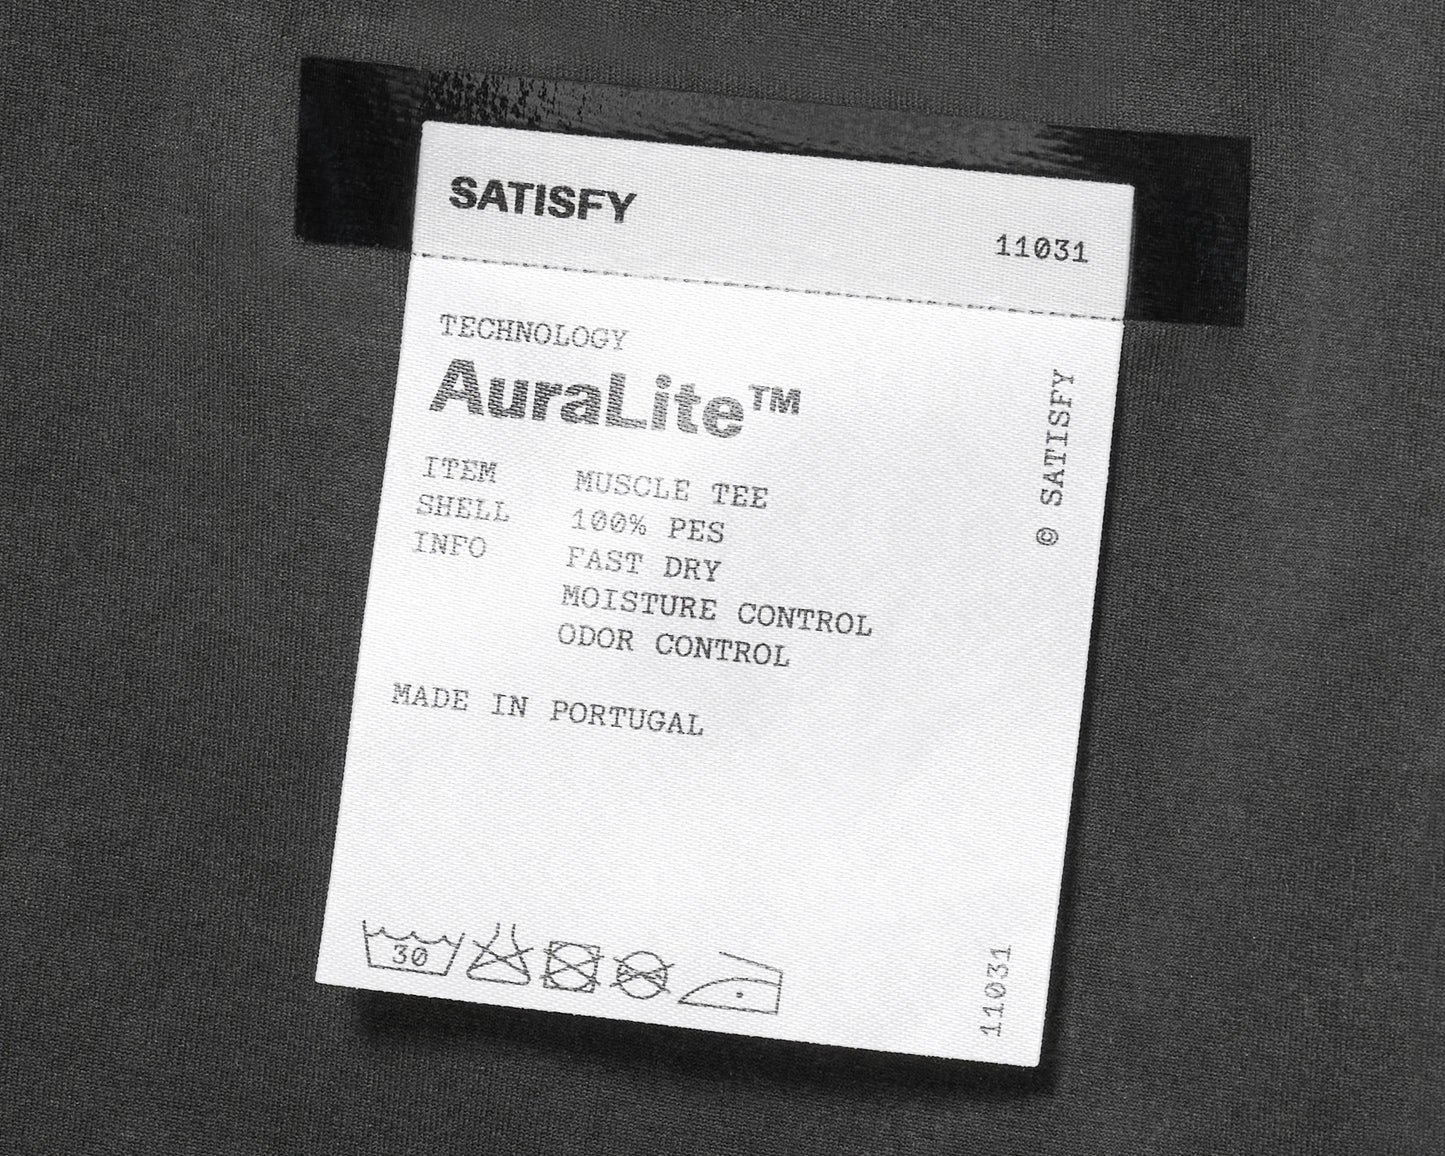 SATISFY
11031
TECHNOLOGY
AuraLite™
ITEM MUSCLE TEE
SHELL 100% PES
INFO FAST DRY
MOISTURE CONTROL
ODOR CONTROL
MADE IN PORTUGAL
© SATISFY
30
11031